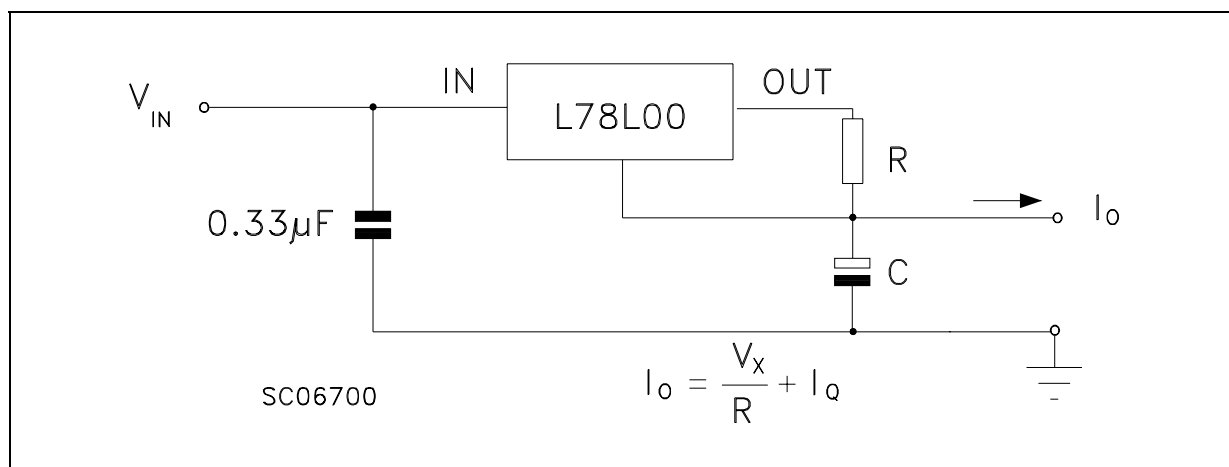 V_IN
IN
L78L00
OUT
R
0.33μF
I_O
C
I_O = V_X/R + I_Q
SC06700